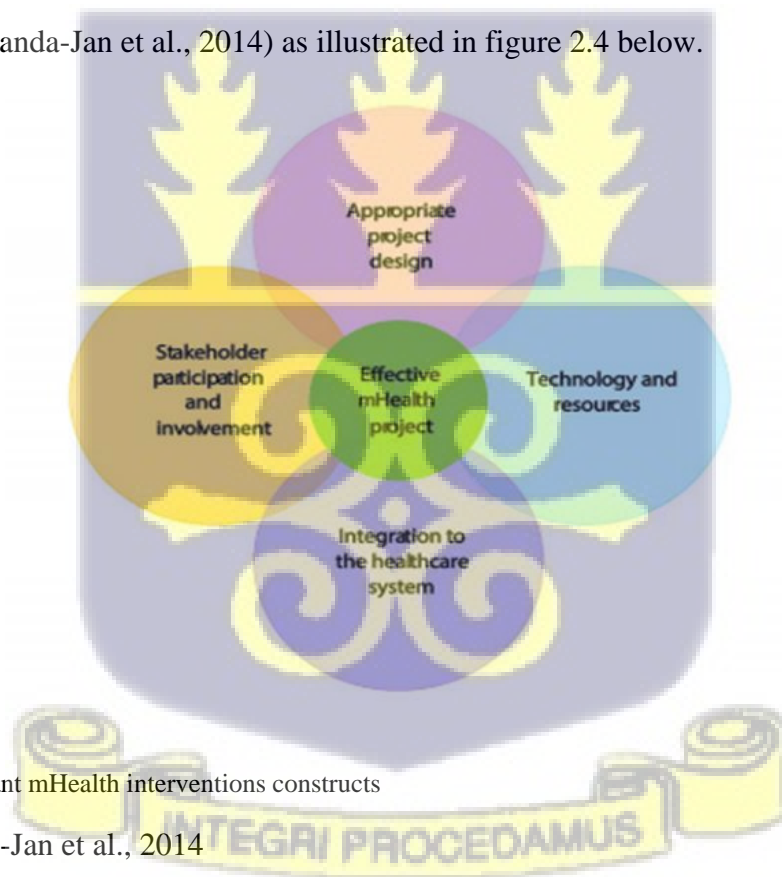 anda-Jan et al., 2014) as illustrated in figure 2.4 below.
Appropriate
project
design
Stakeholder
participation
and
involvement
Effective
mHealth
project
Technology and
resources
Integration to
the healthcare
system
nt mHealth interventions constructs
-Jan et al., 2014
INTEGRI PROCEDAMUS